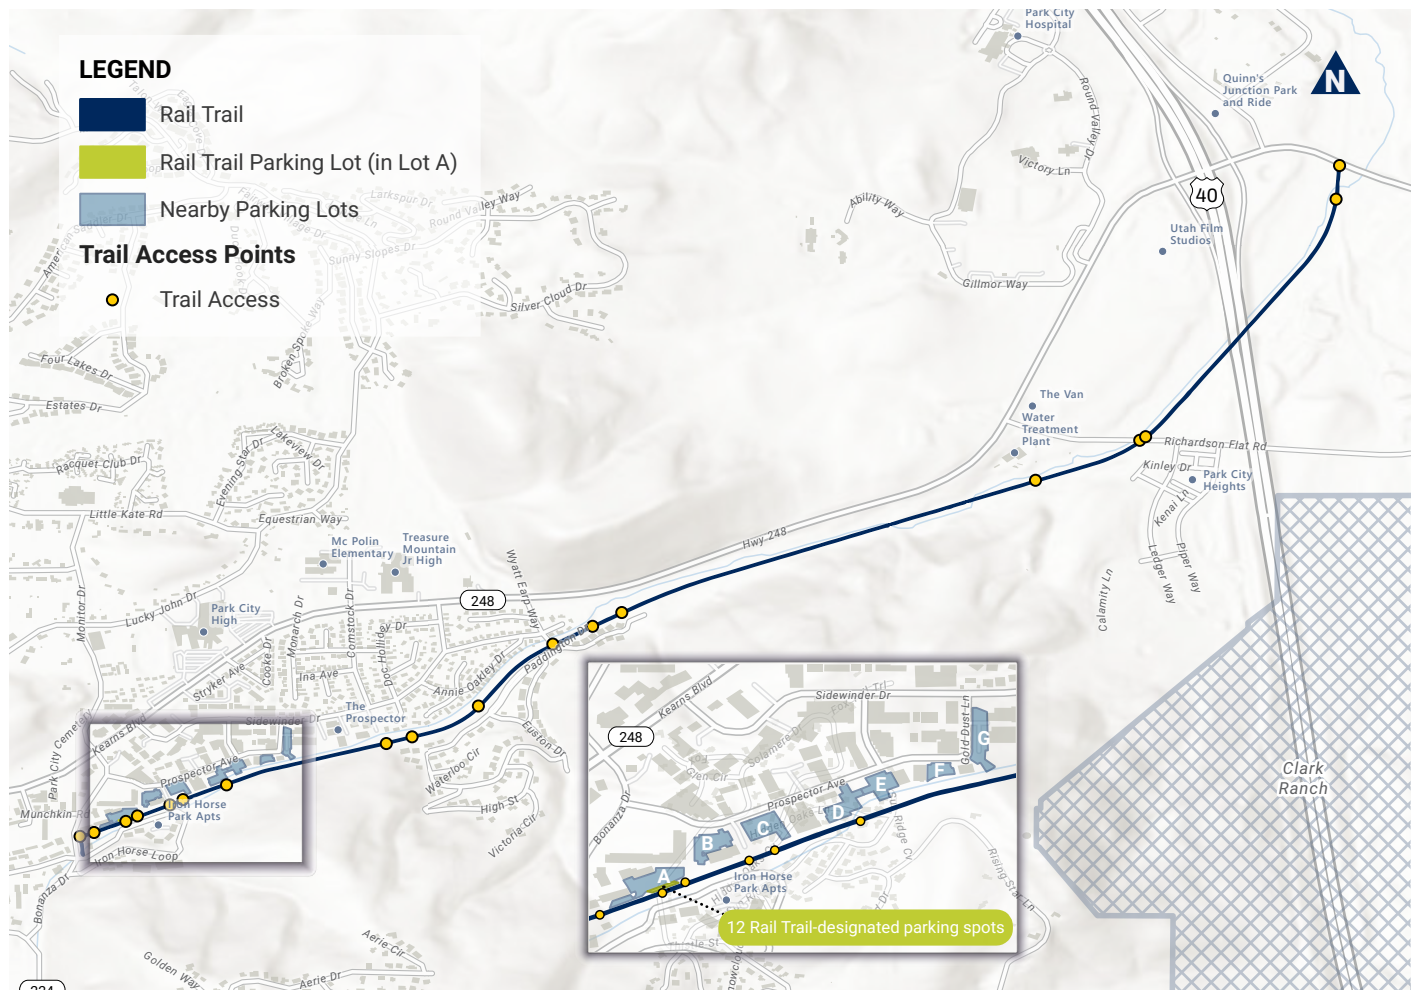 LEGEND
Rail Trail
Rail Trail Parking Lot (in Lot A)
Nearby Parking Lots
Trail Access Points
Trail Access
N
Park City
Hospital
Quinn's
Junction Park
and Ride
Round Valley Dr
Victory Ln
40
Ability Way
Utah Film
Studios
Gillmor Way
Larkspur Dr
Round Valley Way
Sunny Slopes Dr
Silver Cloud Dr
Broken Spoke Way
Four Lakes Dr
Estates Dr
The Van
Water
Treatment
Plant
Richardson Flat Rd
Kinley Dr
Park City
Heights
Kenai Ln
Ledger Way
Piper Way
Calamity Ln
Racquet Club Dr
Evening Star Dr
Lakeview Dr
Little Kate Rd
Equestrian Way
Mc Polin
Elementary
Treasure
Mountain
Jr High
Wyatt Earp Way
Hwy 248
248
Monitor Dr
Lucky John Dr
Park City
High
Cooke Dr
Monarch Dr
Comstock Dr
Doc Holliday Dr
Paddington Dr
Stryker Ave
Ina Ave
Annie Oakley Dr
The
Prospector
Sidewinder Dr
Park City Cemetery
Kearns Blvd
Prospector Ave
Euston Dr
Waterloo Cir
High St
Victoria Cir
Munchkin Rd
Iron Horse
Park Apts
Iron Horse Loop
Bonanza Dr
Aerie Cir
Golden Way
Aerie Dr
224
Clark
Ranch
Rising Star Ln
Kearns Blvd
Sidewinder Dr
Fox Trl
Gold Dust Ln
248
Solamere Dr
Glen Cir
Prospector Ave
Bonanza Dr
G
F
E
D
C
B
A
Iron Horse
Park Apts
Thistle St
12 Rail Trail-designated parking spots